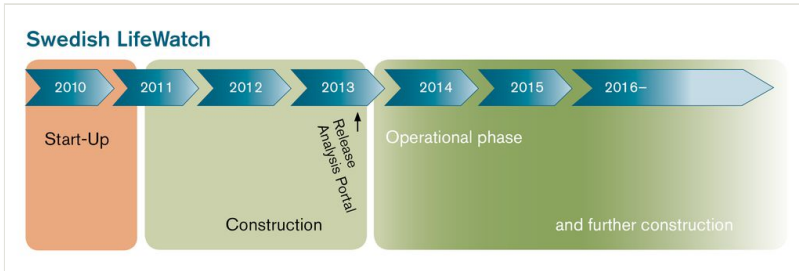 Swedish LifeWatch
2010
2011
2012
2013
2014
2015
2016–
Start-Up
Release
Analysis Portal
Operational phase
Construction
and further construction